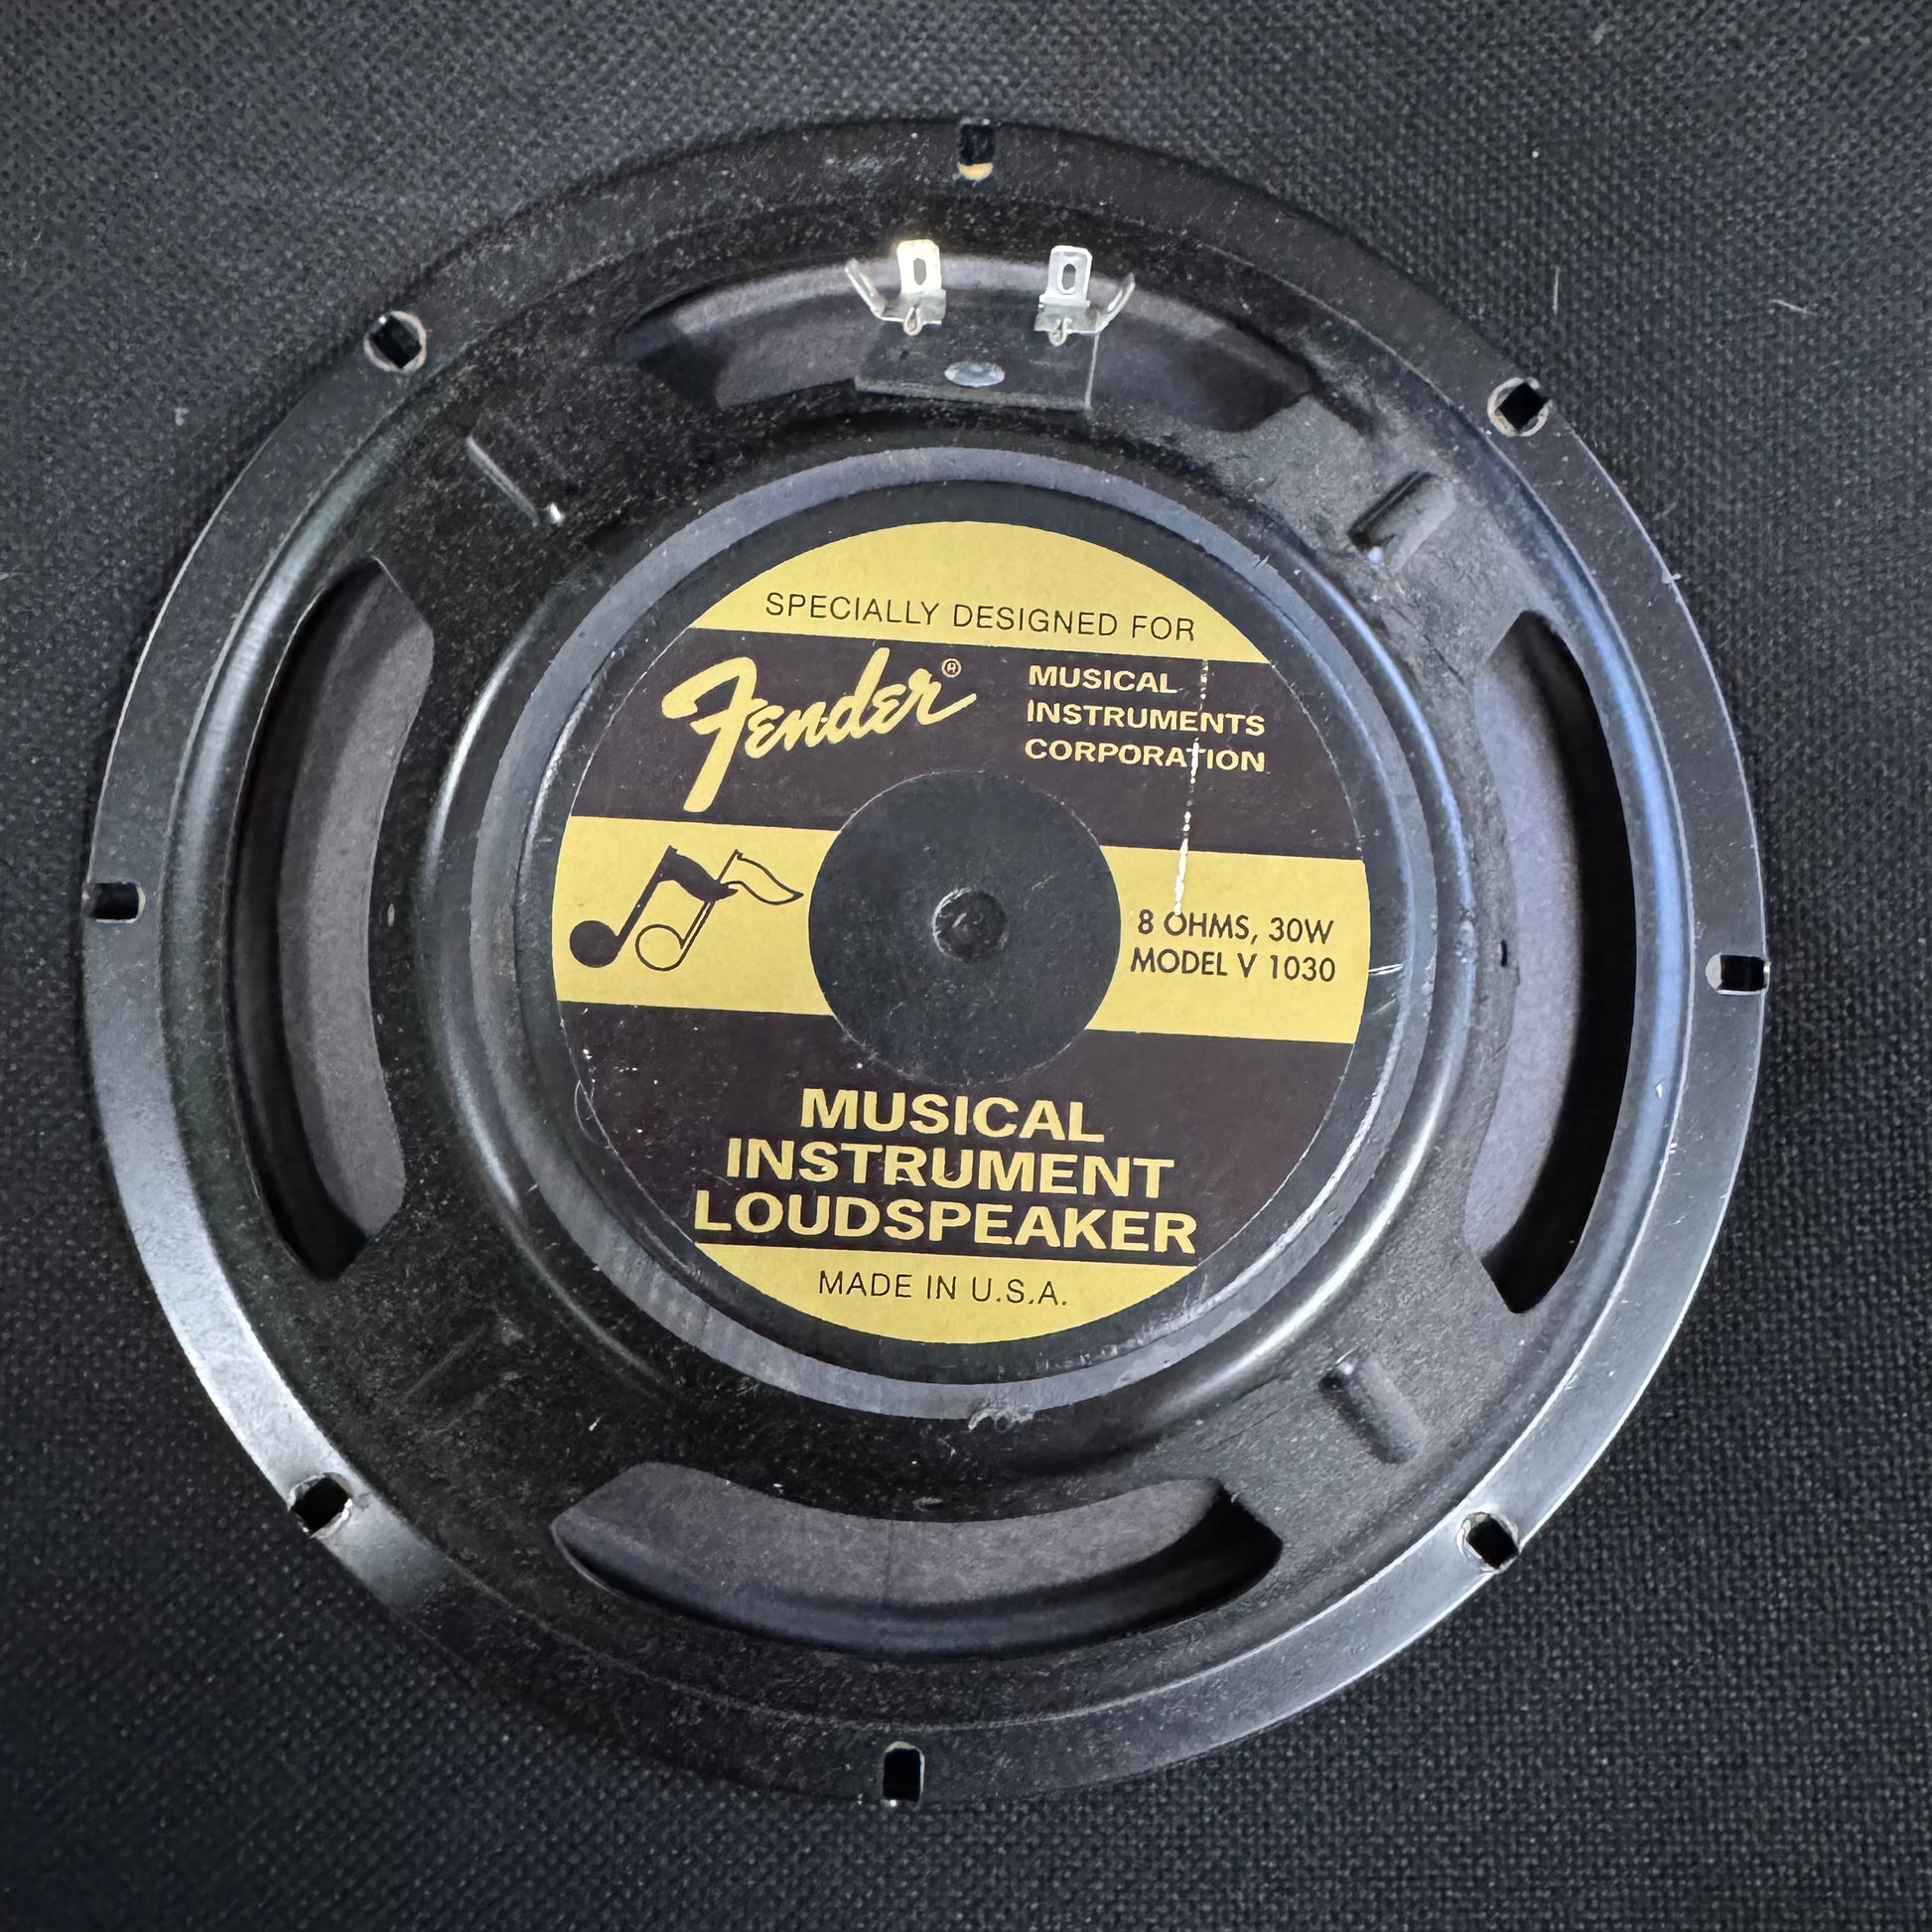 SPECIALLY DESIGNED FOR
Fender®
MUSICAL
INSTRUMENTS
CORPORATION
8 OHMS, 30W
MODEL V 1030
MUSICAL
INSTRUMENT
LOUDSPEAKER
MADE IN U.S.A.